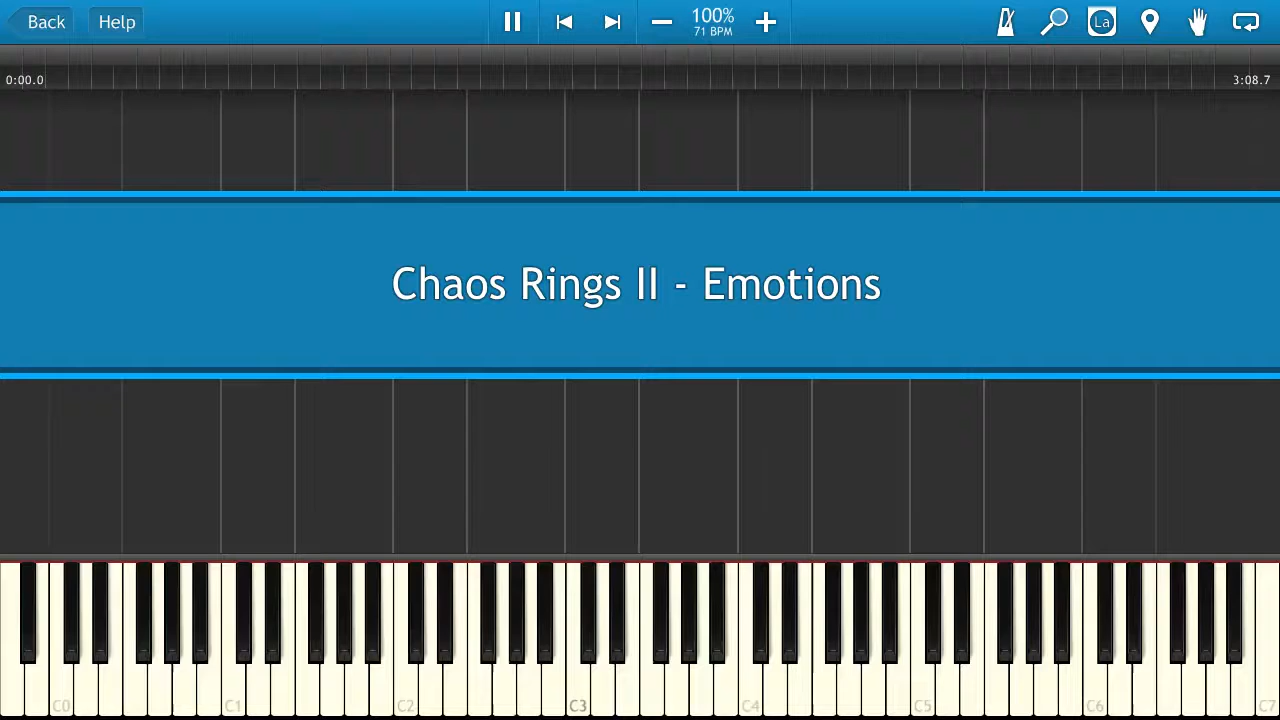 Back Help 100% La
71 BPM
0:00.0 3:08.7
Chaos Rings II - Emotions
C0 C1 C2 C3 C4 C5 C6 C7